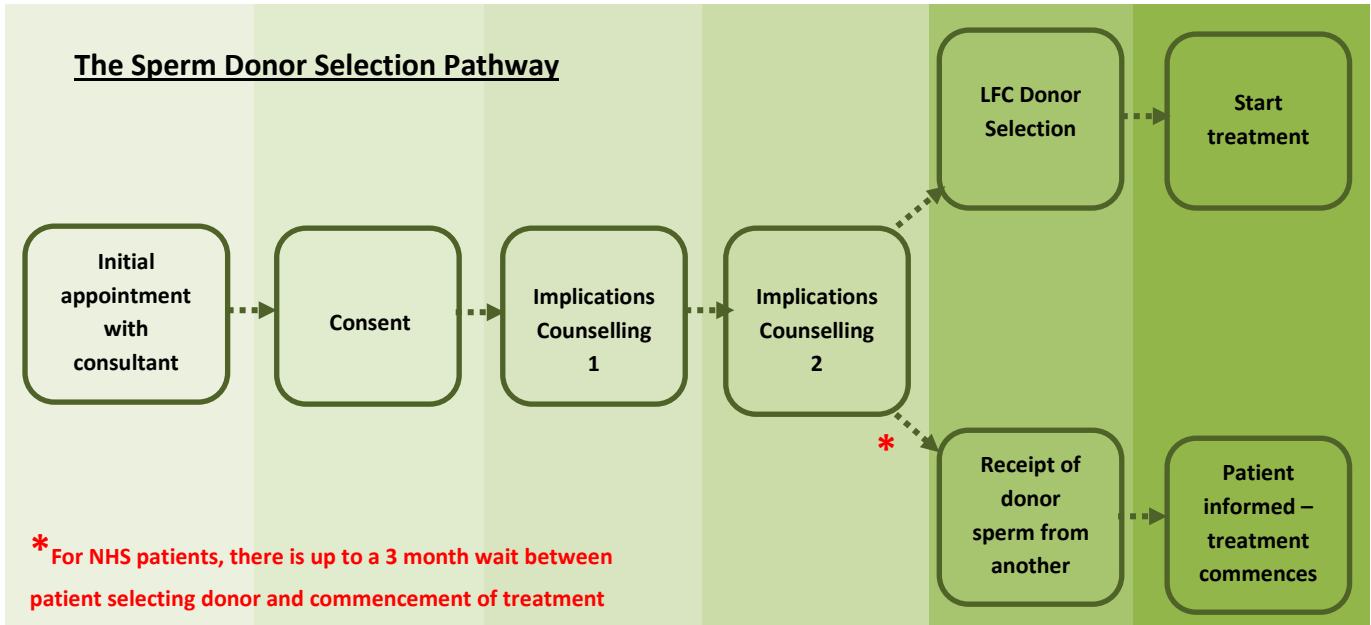 The Sperm Donor Selection Pathway
Initial
appointment
with
consultant
Consent
Implications
Counselling
1
Implications
Counselling
2
LFC Donor
Selection
Start
treatment
*
Receipt of
donor
sperm from
another
Patient
informed –
treatment
commences
*For NHS patients, there is up to a 3 month wait between
patient selecting donor and commencement of treatment